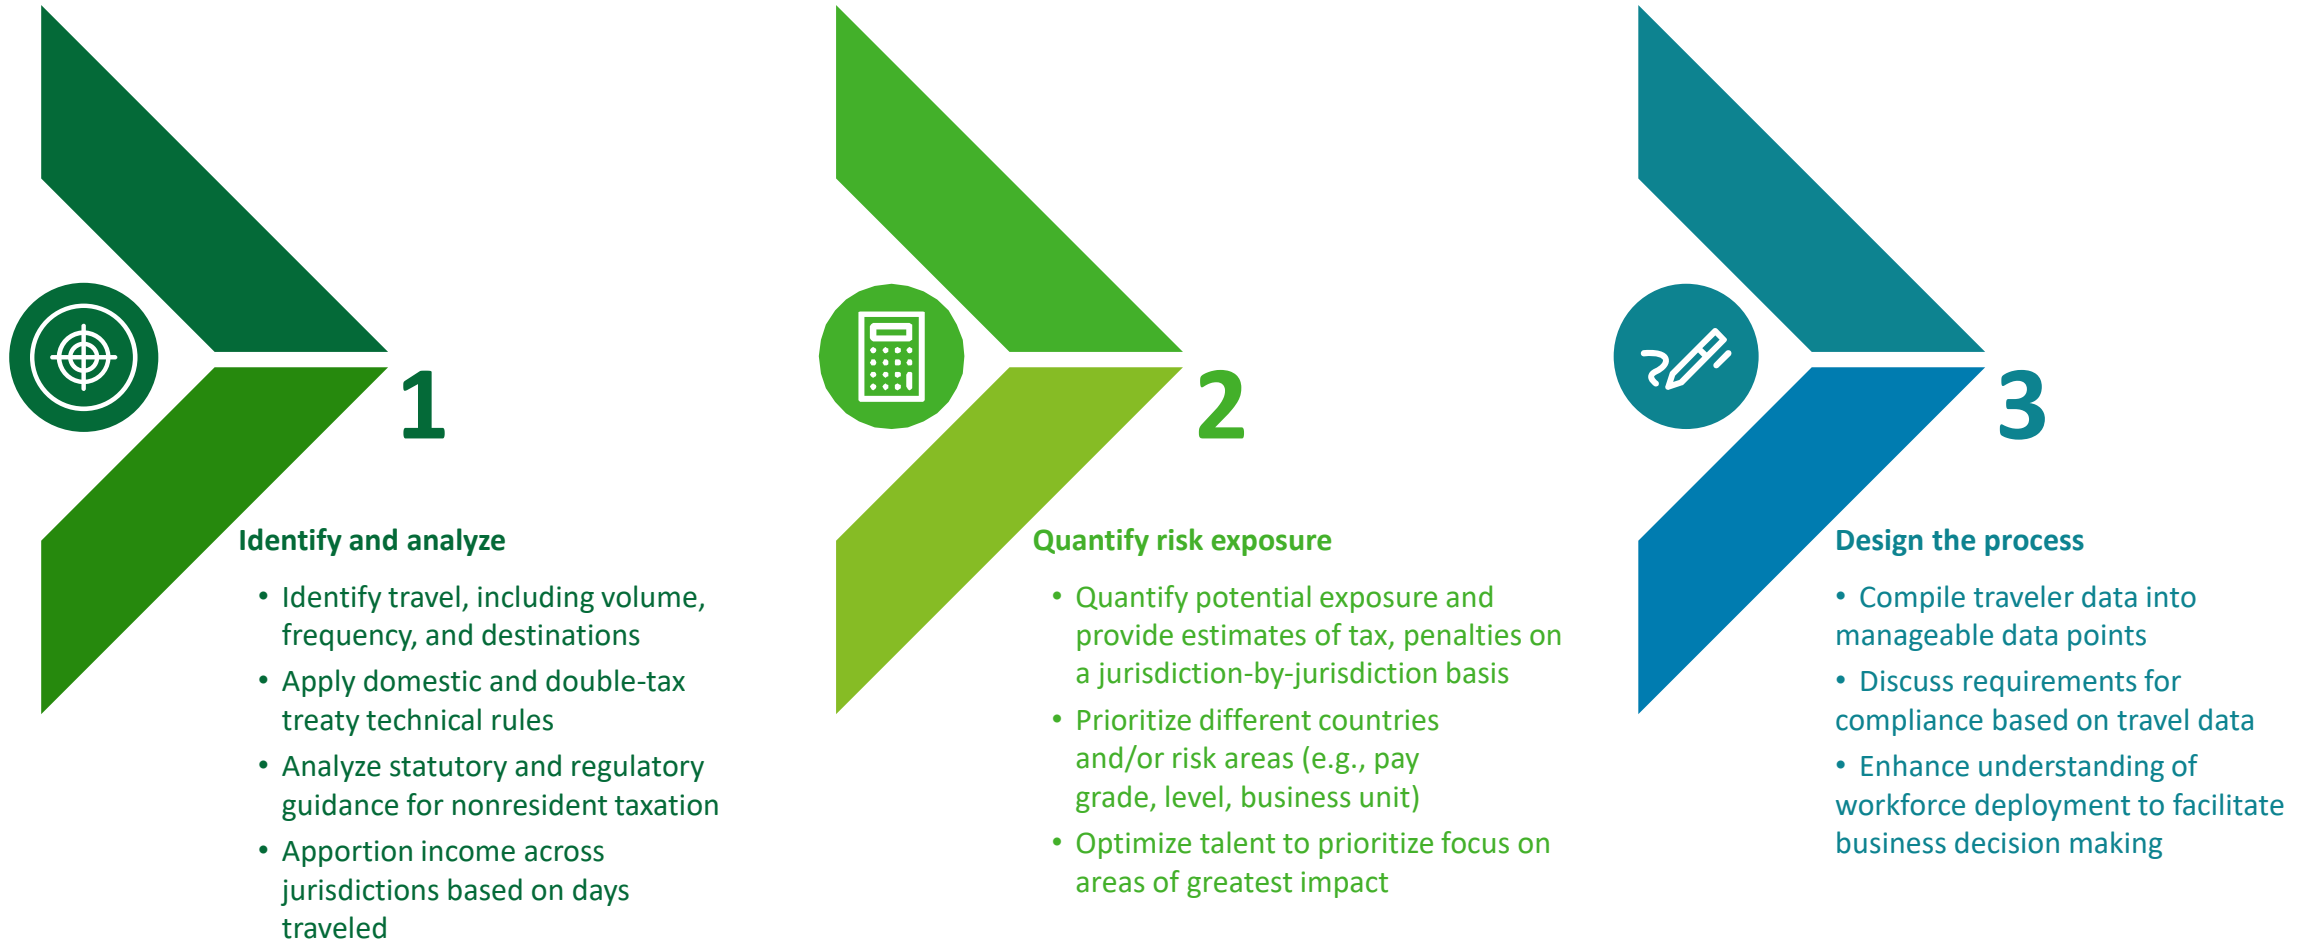 1
Identify and analyze
• Identify travel, including volume,
frequency, and destinations
• Apply domestic and double-tax
treaty technical rules
• Analyze statutory and regulatory
guidance for nonresident taxation
• Apportion income across
jurisdictions based on days
traveled
2
Quantify risk exposure
• Quantify potential exposure and
provide estimates of tax, penalties on
a jurisdiction-by-jurisdiction basis
• Prioritize different countries
and/or risk areas (e.g., pay
grade, level, business unit)
• Optimize talent to prioritize focus on
areas of greatest impact
3
Design the process
• Compile traveler data into
manageable data points
• Discuss requirements for
compliance based on travel data
• Enhance understanding of
workforce deployment to facilitate
business decision making